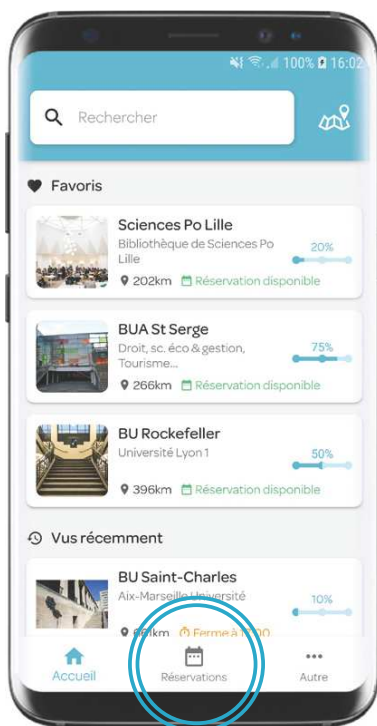 100% 16:02
Rechercher
Favoris
Sciences Po Lille
Bibliothèque de Sciences Po
Lille
20%
202km Réservation disponible
BUA St Serge
Droit, sc. éco & gestion,
Tourisme...
75%
266km Réservation disponible
BU Rockefeller
Université Lyon 1
50%
396km Réservation disponible
Vus récemment
BU Saint-Charles
Aix-Marseille Université
10%
Ferme à
Accueil
Réservations
Autre